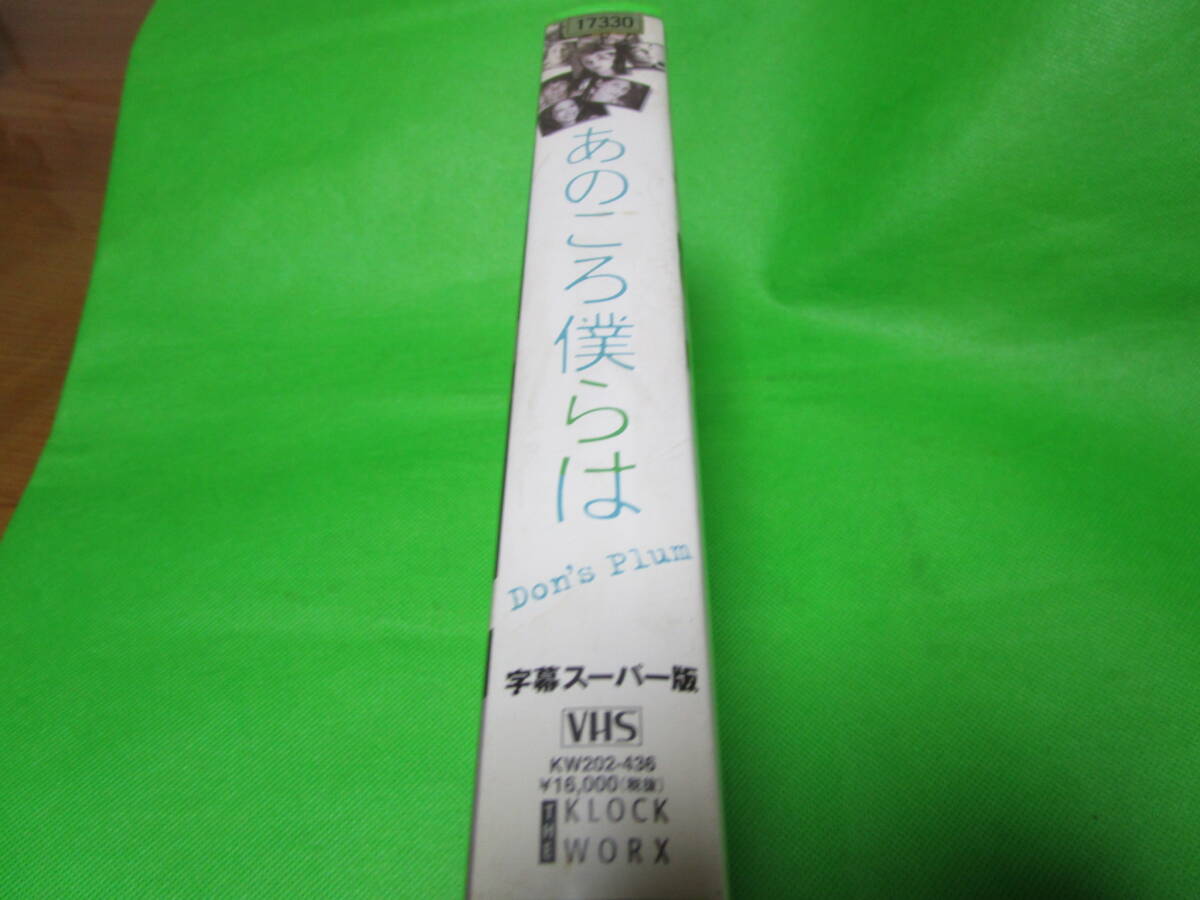 17330
あのころ僕らは
Don's Plum
字幕スーパー版
VHS
KW202-436
¥16,000(税抜)
THE
KLOCK
WORX